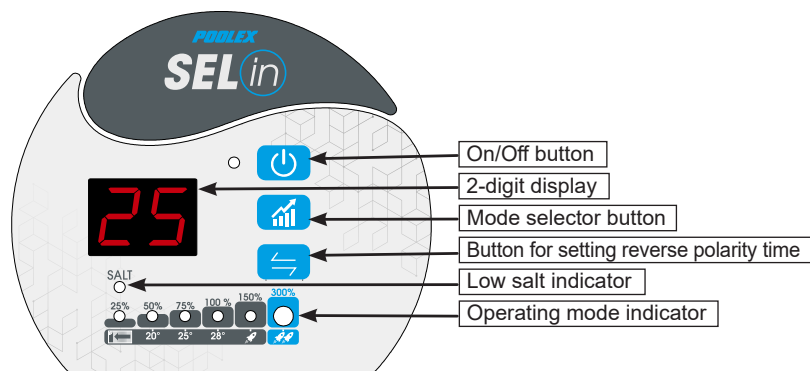 POOLEX
SEL in
On/Off button
25
2-digit display
Mode selector button
Button for setting reverse polarity time
SALT
Low salt indicator
25% 50% 75% 100 % 150% 300%
Operating mode indicator
20° 25° 28°